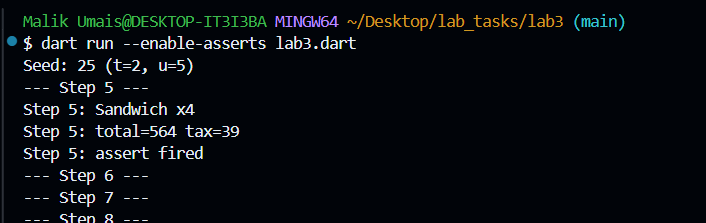 Malik Umais@DESKTOP-IT3I3BA MINGW64 ~/Desktop/lab_tasks/lab3 (main)
$ dart run --enable-asserts lab3.dart
Seed: 25 (t=2, u=5)
--- Step 5 ---
Step 5: Sandwich x4
Step 5: total=564 tax=39
Step 5: assert fired
--- Step 6 ---
--- Step 7 ---
--- Step 8 ---